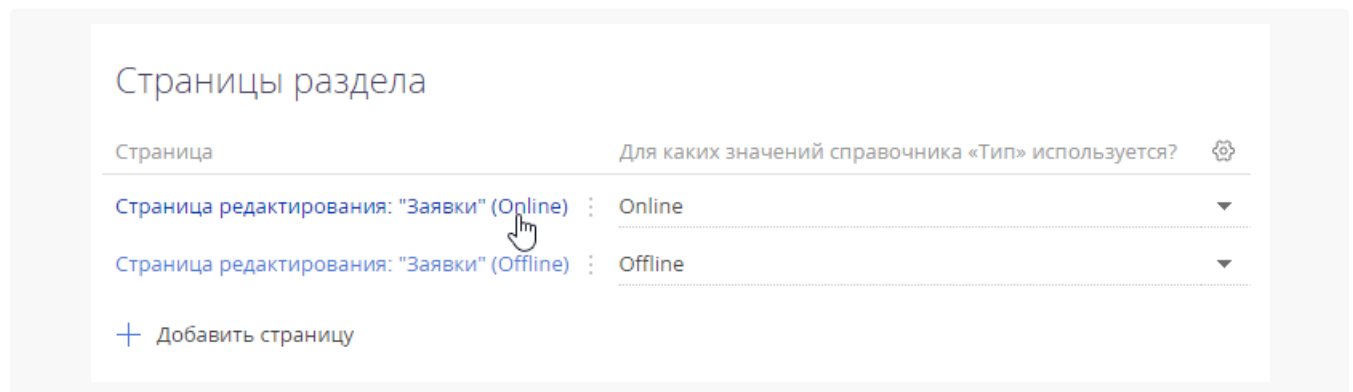 Страницы раздела
Страница Для каких значений справочника «Тип» используется?
Страница редактирования: "Заявки" (Online) Online
Страница редактирования: "Заявки" (Offline) Offline
Добавить страницу